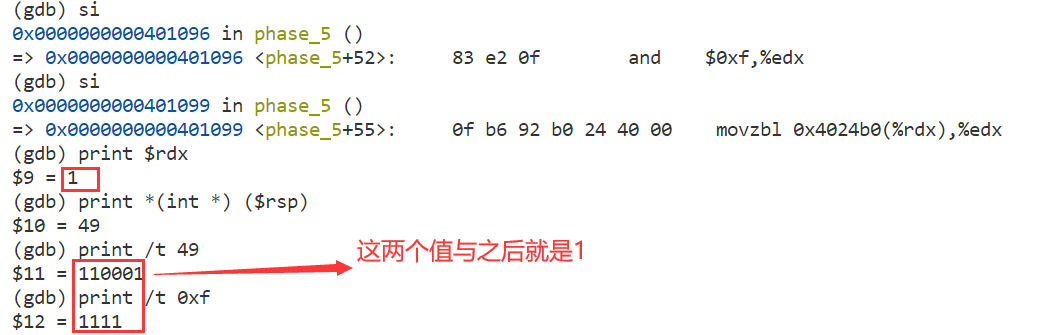 (gdb) si
0x0000000000401096 in phase_5 ()
=> 0x0000000000401096 <phase_5+52>: 83 e2 0f and $0xf,%edx
(gdb) si
0x0000000000401099 in phase_5 ()
=> 0x0000000000401099 <phase_5+55>: 0f b6 92 b0 24 40 00 movzbl 0x4024b0(%rdx),%edx
(gdb) print $rdx
$9 = 1
(gdb) print *(int *) ($rsp)
$10 = 49
(gdb) print /t 49
$11 = 110001
这两个值与之后就是1
(gdb) print /t 0xf
$12 = 1111